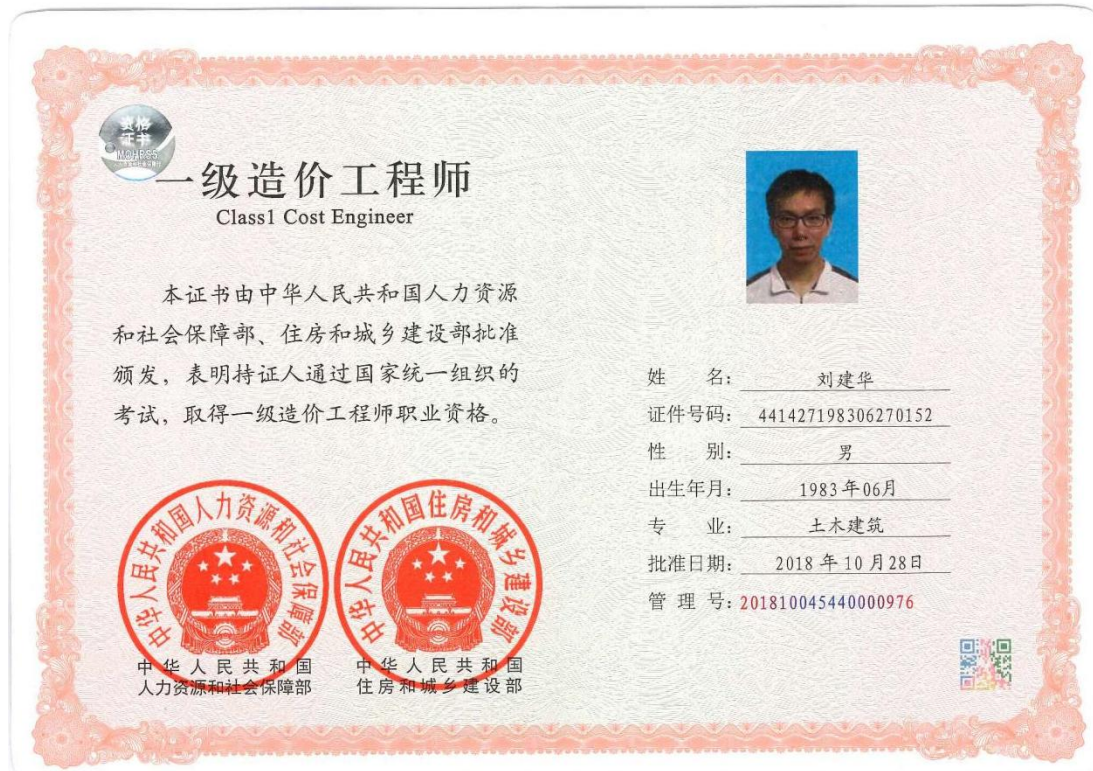 资格
证书
MOHRSS
一级造价工程师
Class1 Cost Engineer
本证书由中华人民共和国人力资源
和社会保障部、住房和城乡建设部批准
颁发，表明持证人通过国家统一组织的
考试，取得一级造价工程师职业资格。
中华人民共和国人力资源和社会保障部
中华人民共和国住房和城乡建设部
中华人民共和国
人力资源和社会保障部
中华人民共和国
住房和城乡建设部
姓 名： 刘建华
证件号码： 441427198306270152
性 别： 男
出生年月： 1983年06月
专 业： 土木建筑
批准日期： 2018年10月28日
管 理 号：201810045440000976